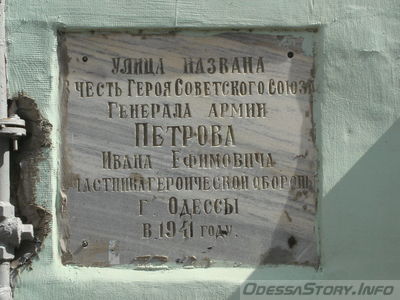 УЛИЦА НАЗВАНА
В ЧЕСТЬ ГЕРОЯ СОВЕТСКОГО СОЮЗА
ГЕНЕРАЛА АРМИИ
ПЕТРОВА
ИВАНА ЕФИМОВИЧА
УЧАСТНИКА ГЕРОИЧЕСКОЙ ОБОРОНЫ
Г. ОДЕССЫ
В 1941 ГОДУ.
ODESSASTORY.INFO